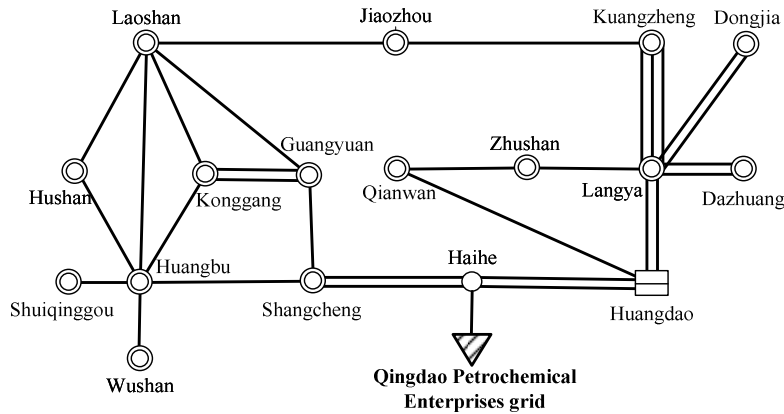 Laoshan
Jiaozhou
Kuangzheng
Dongjia
Guangyuan
Zhushan
Hushan
Konggang
Qianwan
Langya
Dazhuang
Huangbu
Haihe
Shuiqinggou
Shangcheng
Huangdao
Wushan
Qingdao Petrochemical
Enterprises grid